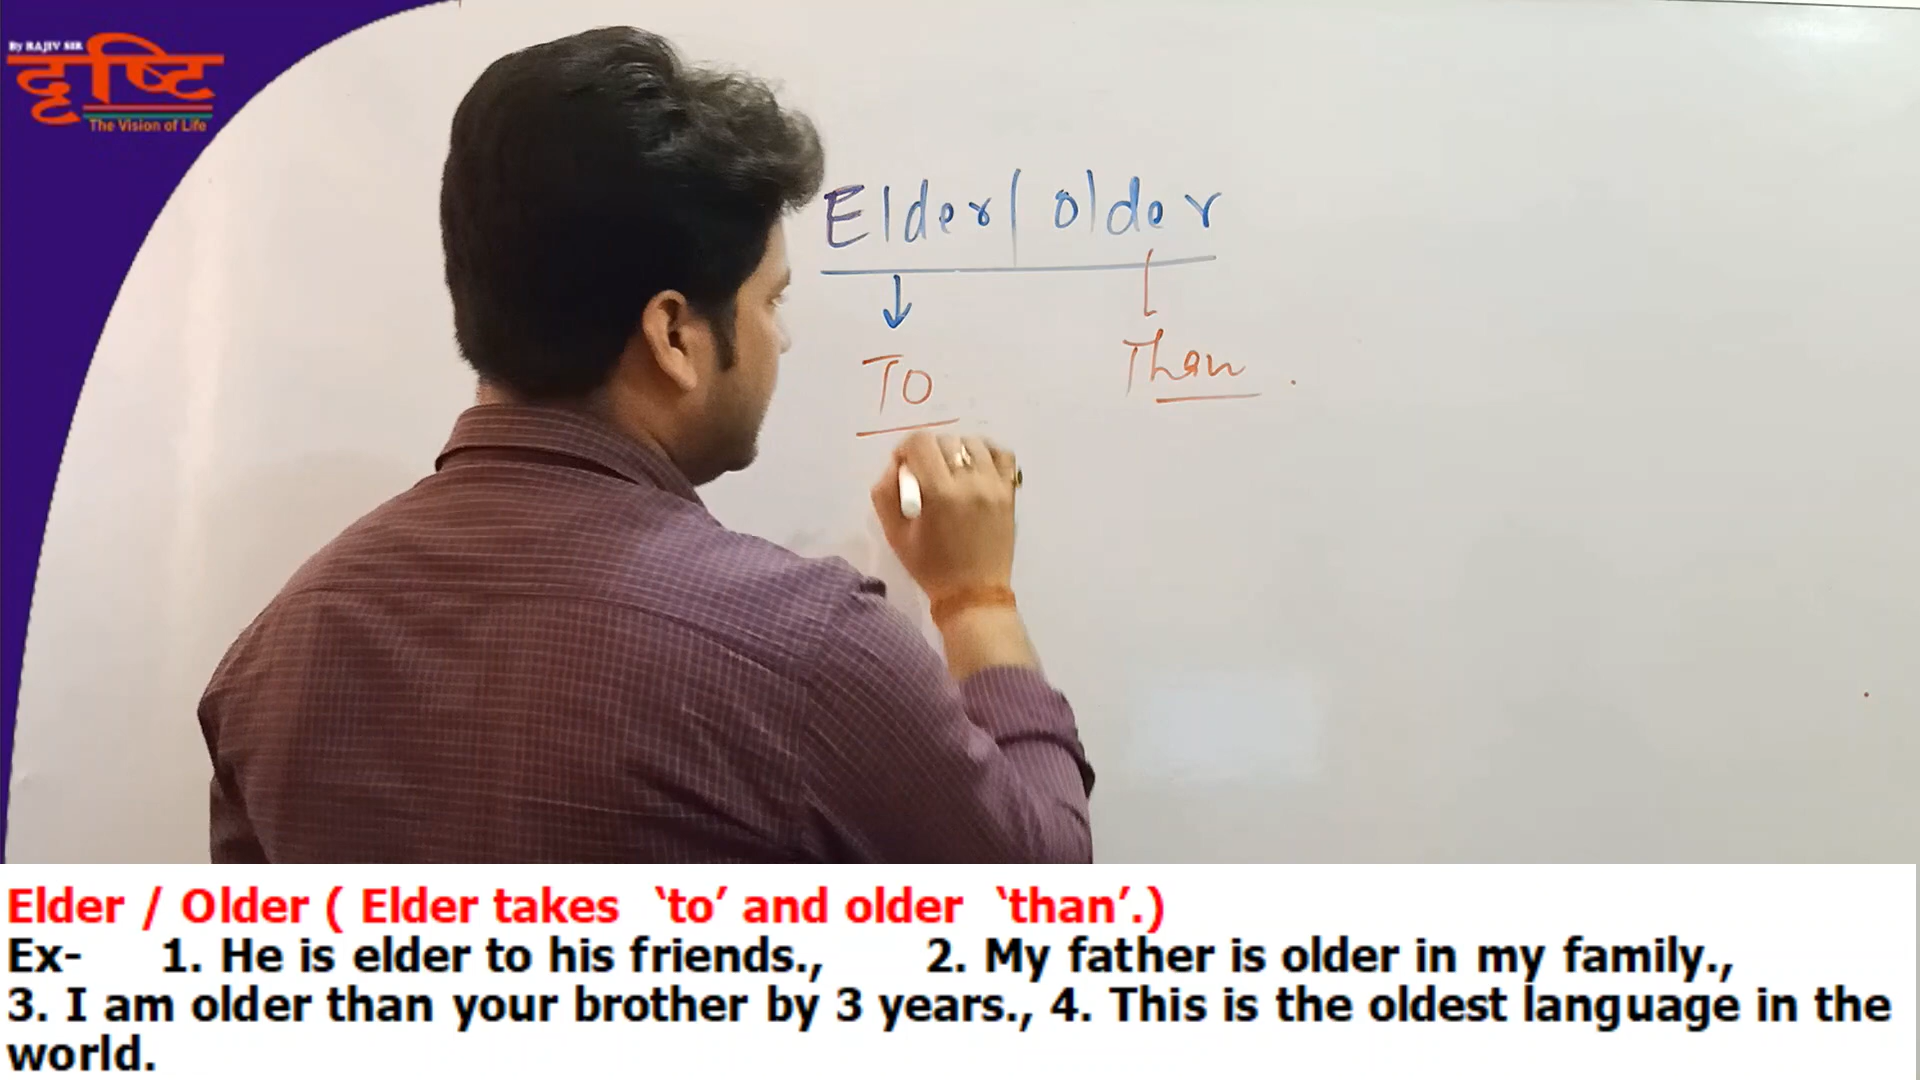 By RAJIV SIR
दृष्टि
The Vision of Life
Elder/ older
TO
Than
Elder / Older ( Elder takes ‘to’ and older ‘than’.)
Ex- 1. He is elder to his friends., 2. My father is older in my family.,
3. I am older than your brother by 3 years., 4. This is the oldest language in the
world.